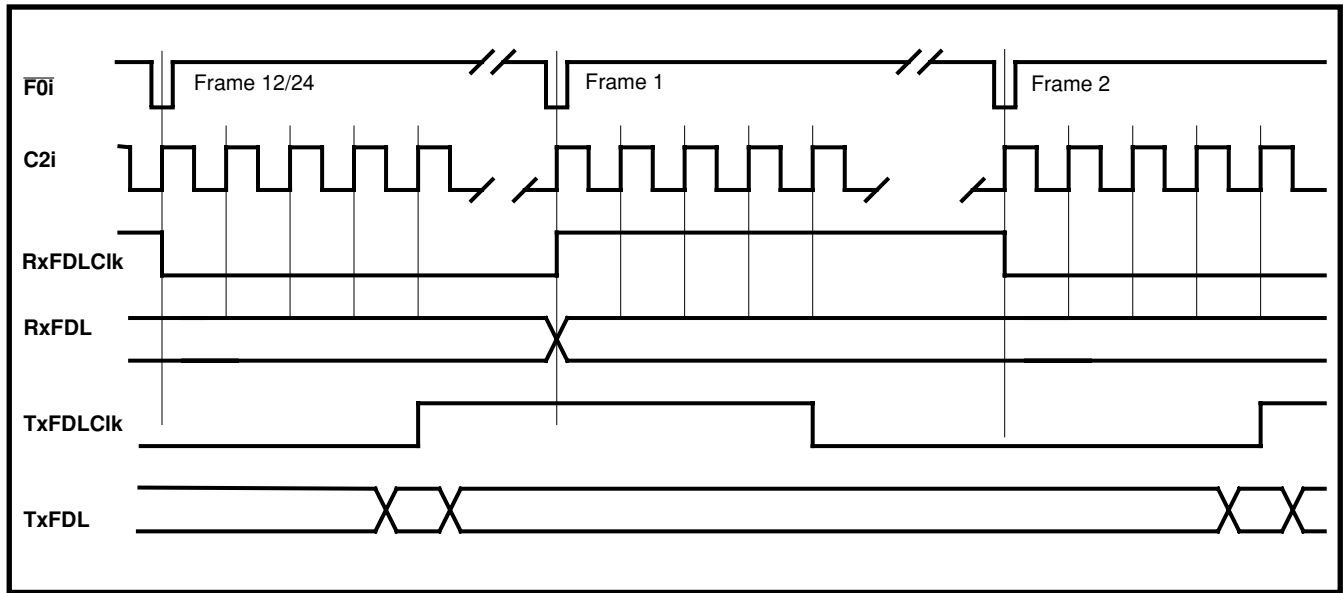 F0i
Frame 12/24
Frame 1
Frame 2
C2i
RxFDLClk
RxFDL
TxFDLClk
TxFDL